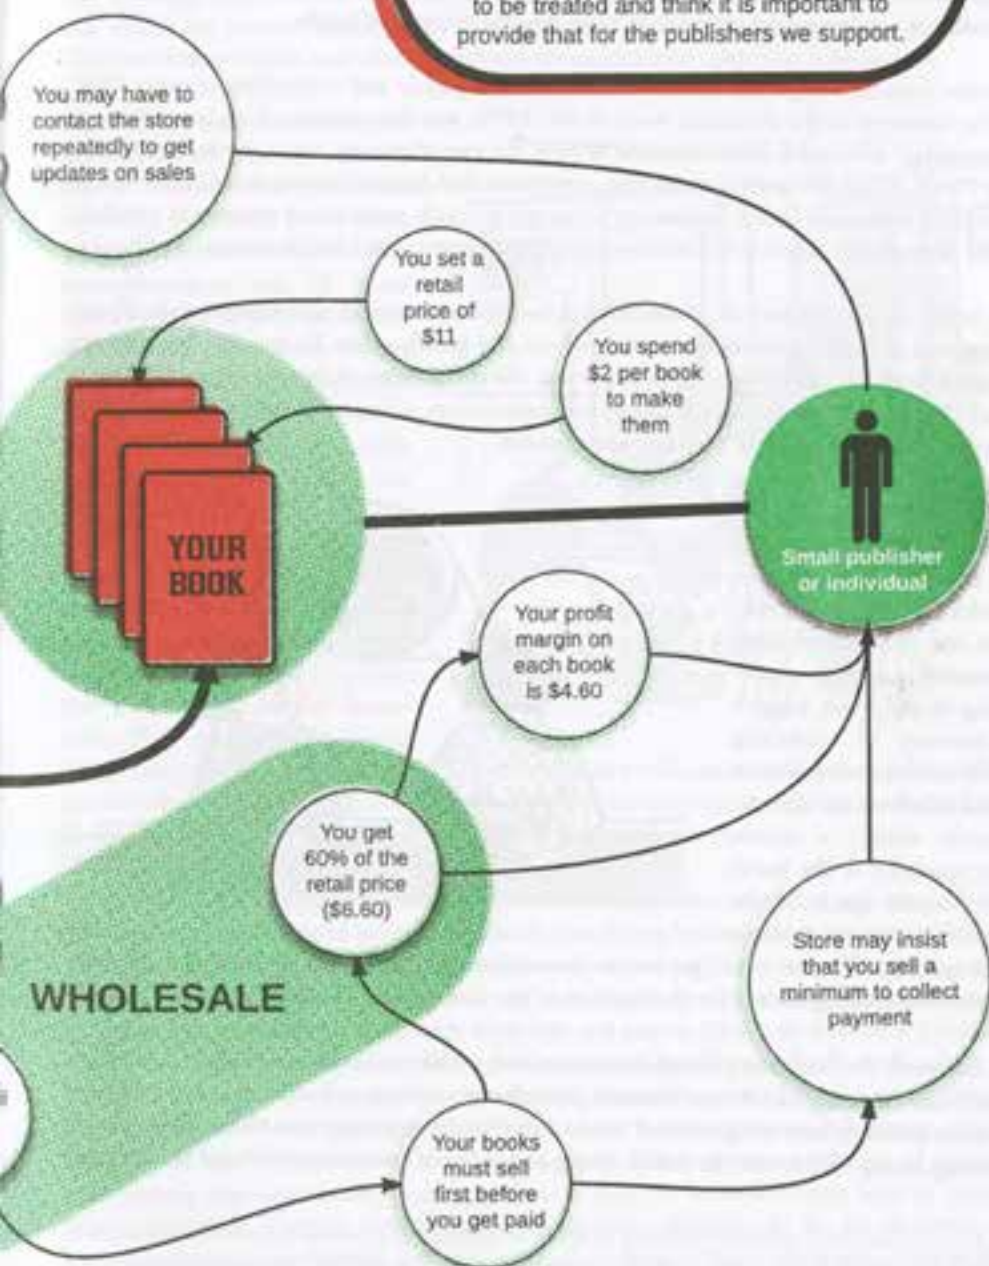 to be treated and think it is important to
provide that for the publishers we support.
You may have to
contact the store
repeatedly to get
updates on sales
You set a
retail
price of
$11
You spend
$2 per book
to make
them
YOUR
BOOK
Small publisher
or individual
Your profit
margin on
each book
is $4.60
You get
60% of the
retail price
($6.60)
WHOLESALE
Store may insist
that you sell a
minimum to collect
payment
Your books
must sell
first before
you get paid